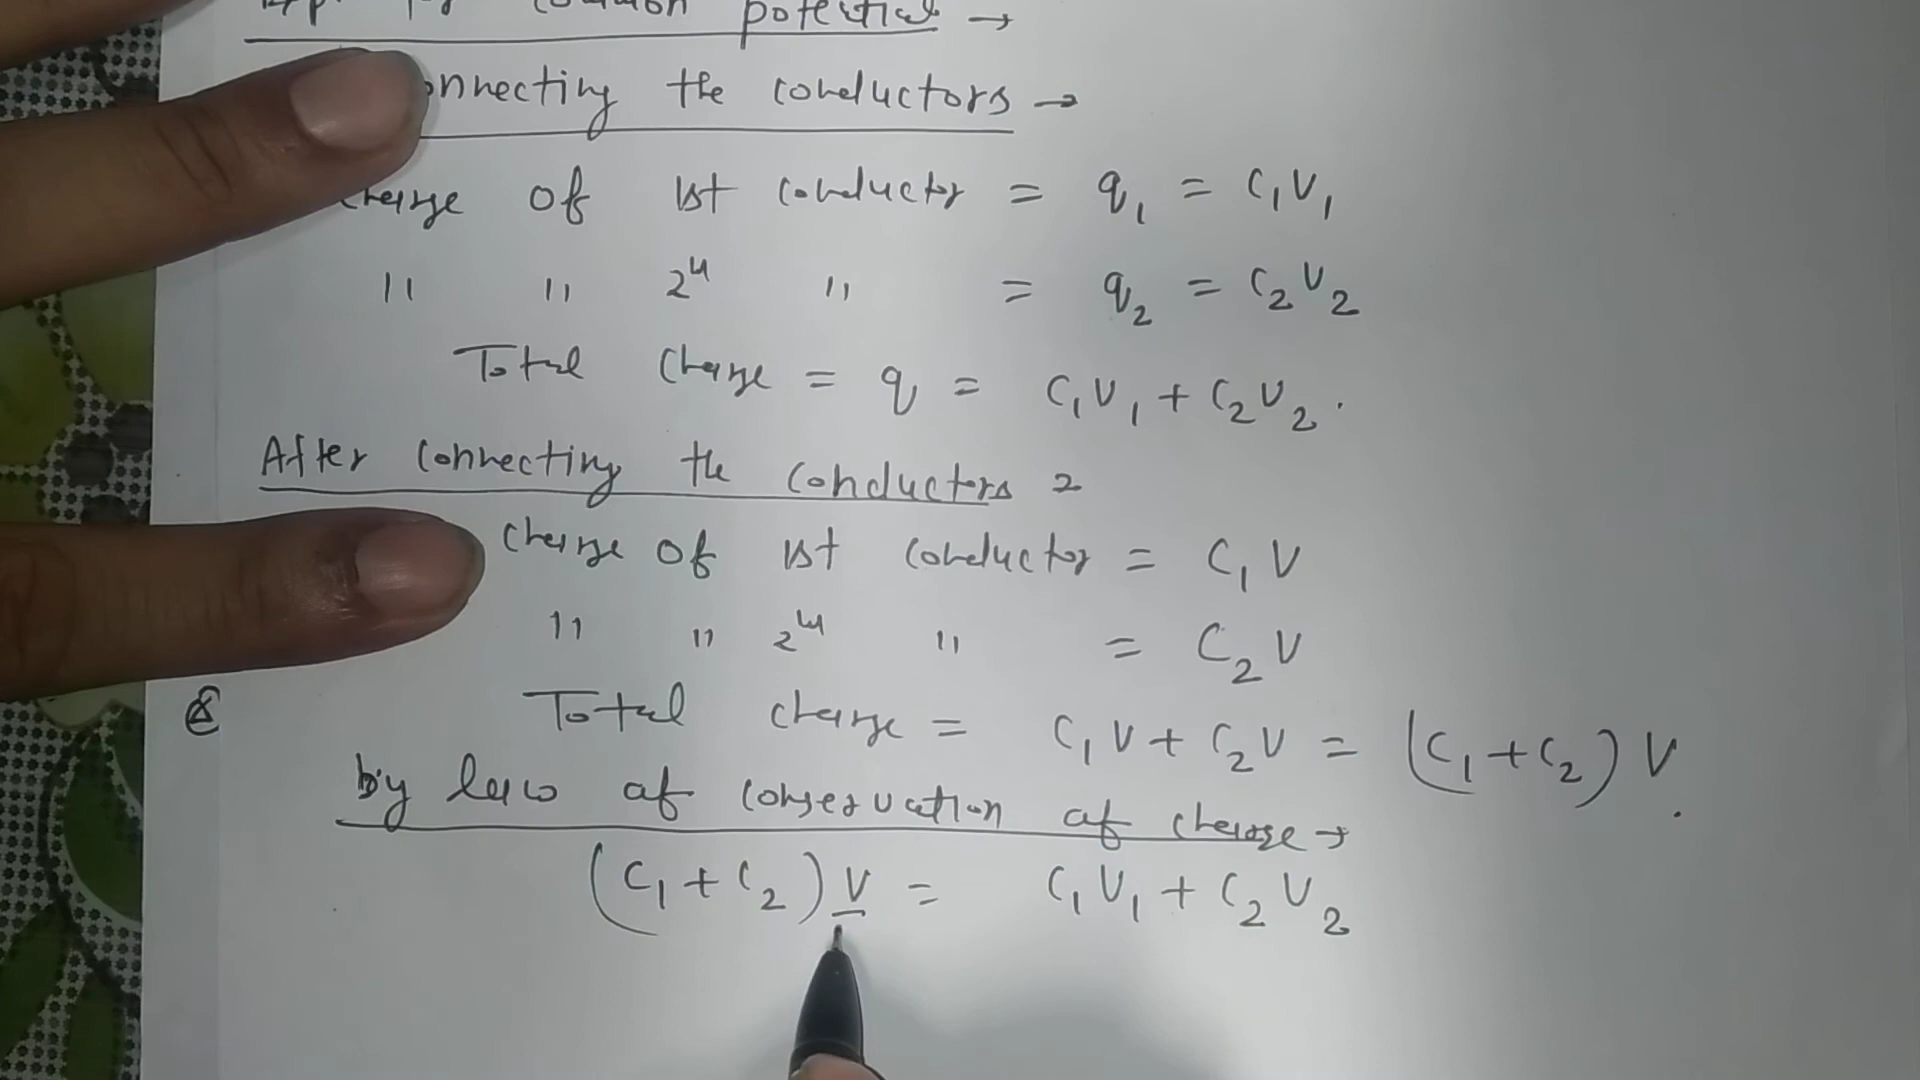 common potential →
onnecting the conductors →
charge of 1st conductor = q₁ = C₁V₁
" " 2nd " = q₂ = C₂V₂
Total charge = q = C₁V₁ + C₂V₂.
After connecting the conductors
charge of 1st conductor = C₁V
" " 2nd " = C₂V
Total charge = C₁V + C₂V = (C₁+C₂)V.
by law of conservation of charge →
(C₁ + C₂)V = C₁V₁ + C₂V₂